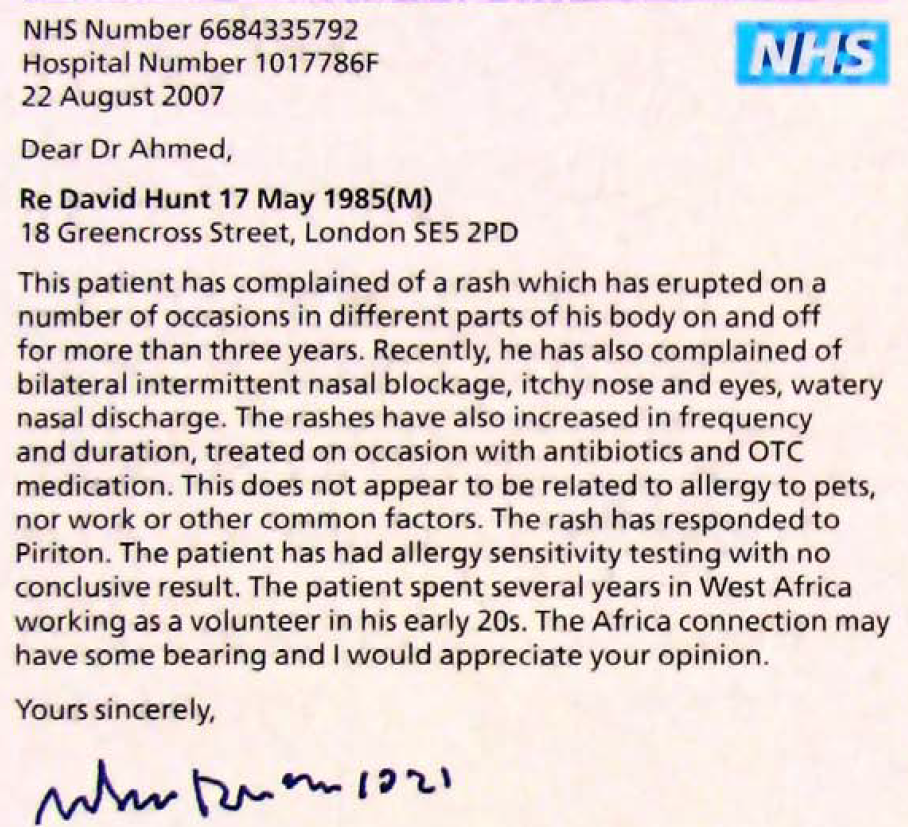 NHS Number 6684335792
Hospital Number 1017786F
22 August 2007
NHS
Dear Dr Ahmed,
Re David Hunt 17 May 1985(M)
18 Greencross Street, London SE5 2PD
This patient has complained of a rash which has erupted on a
number of occasions in different parts of his body on and off
for more than three years. Recently, he has also complained of
bilateral intermittent nasal blockage, itchy nose and eyes, watery
nasal discharge. The rashes have also increased in frequency
and duration, treated on occasion with antibiotics and OTC
medication. This does not appear to be related to allergy to pets,
nor work or other common factors. The rash has responded to
Piriton. The patient has had allergy sensitivity testing with no
conclusive result. The patient spent several years in West Africa
working as a volunteer in his early 20s. The Africa connection may
have some bearing and I would appreciate your opinion.
Yours sincerely,